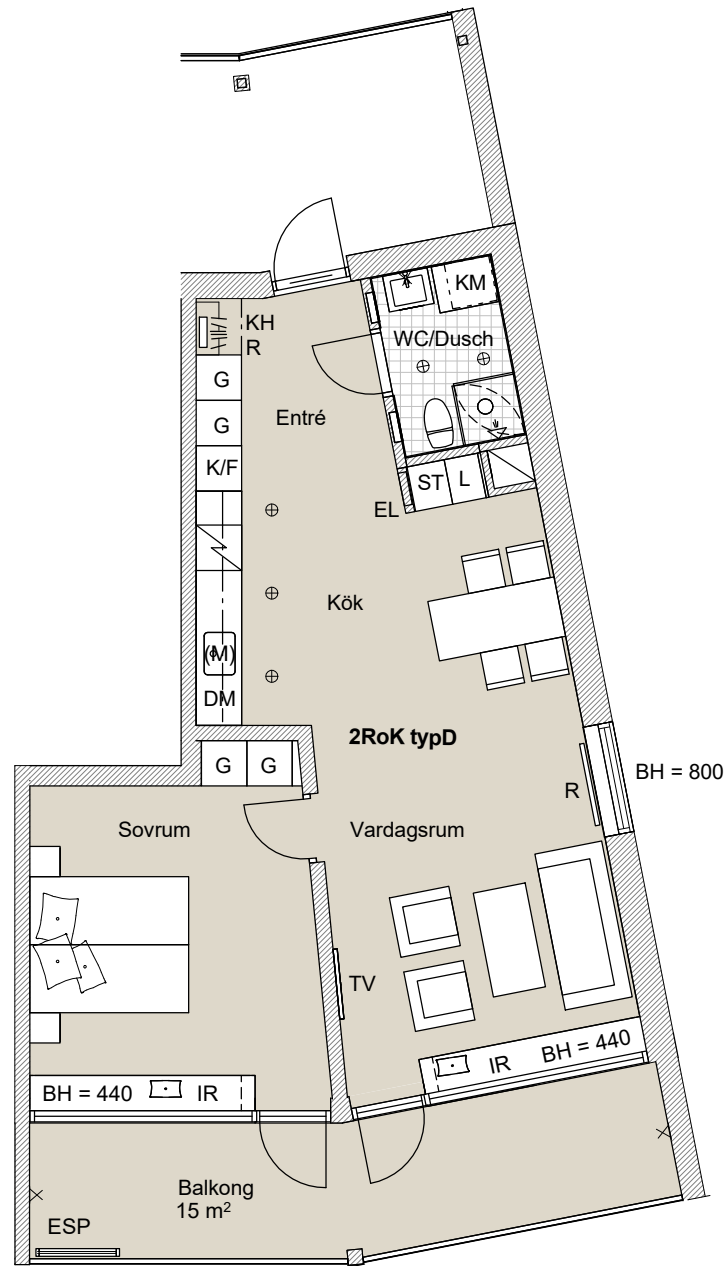 KM
KH
R
WC/Dusch
G
G
Entré
K/F
ST
L
EL
Kök
(M)
DM
2RoK typD
G
G
BH = 800
R
Sovrum
Vardagsrum
TV
BH = 440
IR
IR
BH = 440
Balkong
15 m²
ESP